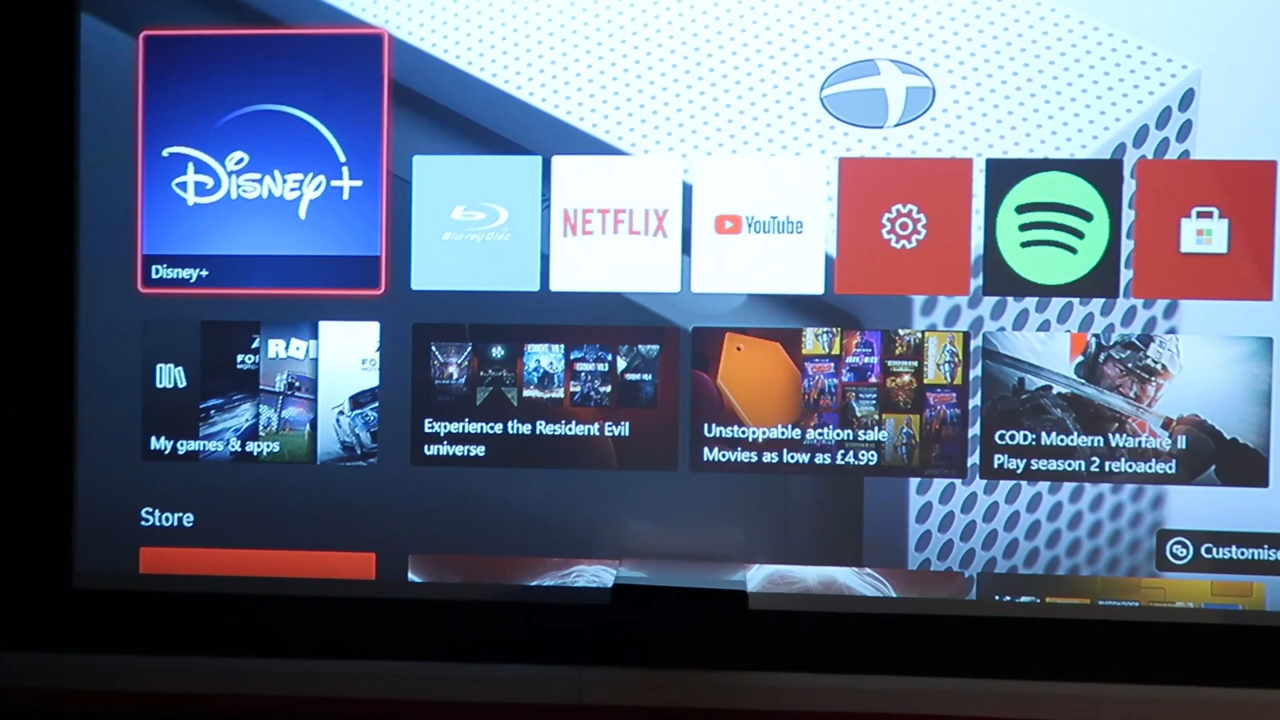 DISNEY+
Disney+
Blu-ray Disc
NETFLIX
YouTube
My games & apps
Experience the Resident Evil
universe
Unstoppable action sale
Movies as low as £4.99
COD: Modern Warfare II
Play season 2 reloaded
Store
Customise